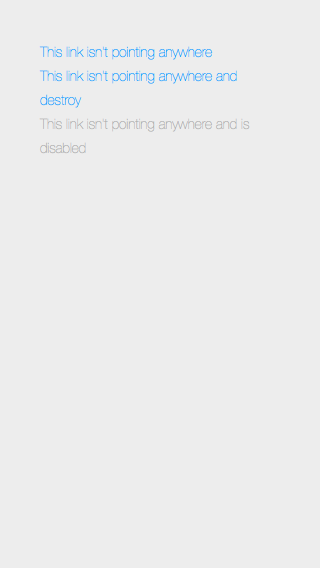 This link isn't pointing anywhere
This link isn't pointing anywhere and
destroy
This link isn't pointing anywhere and is
disabled